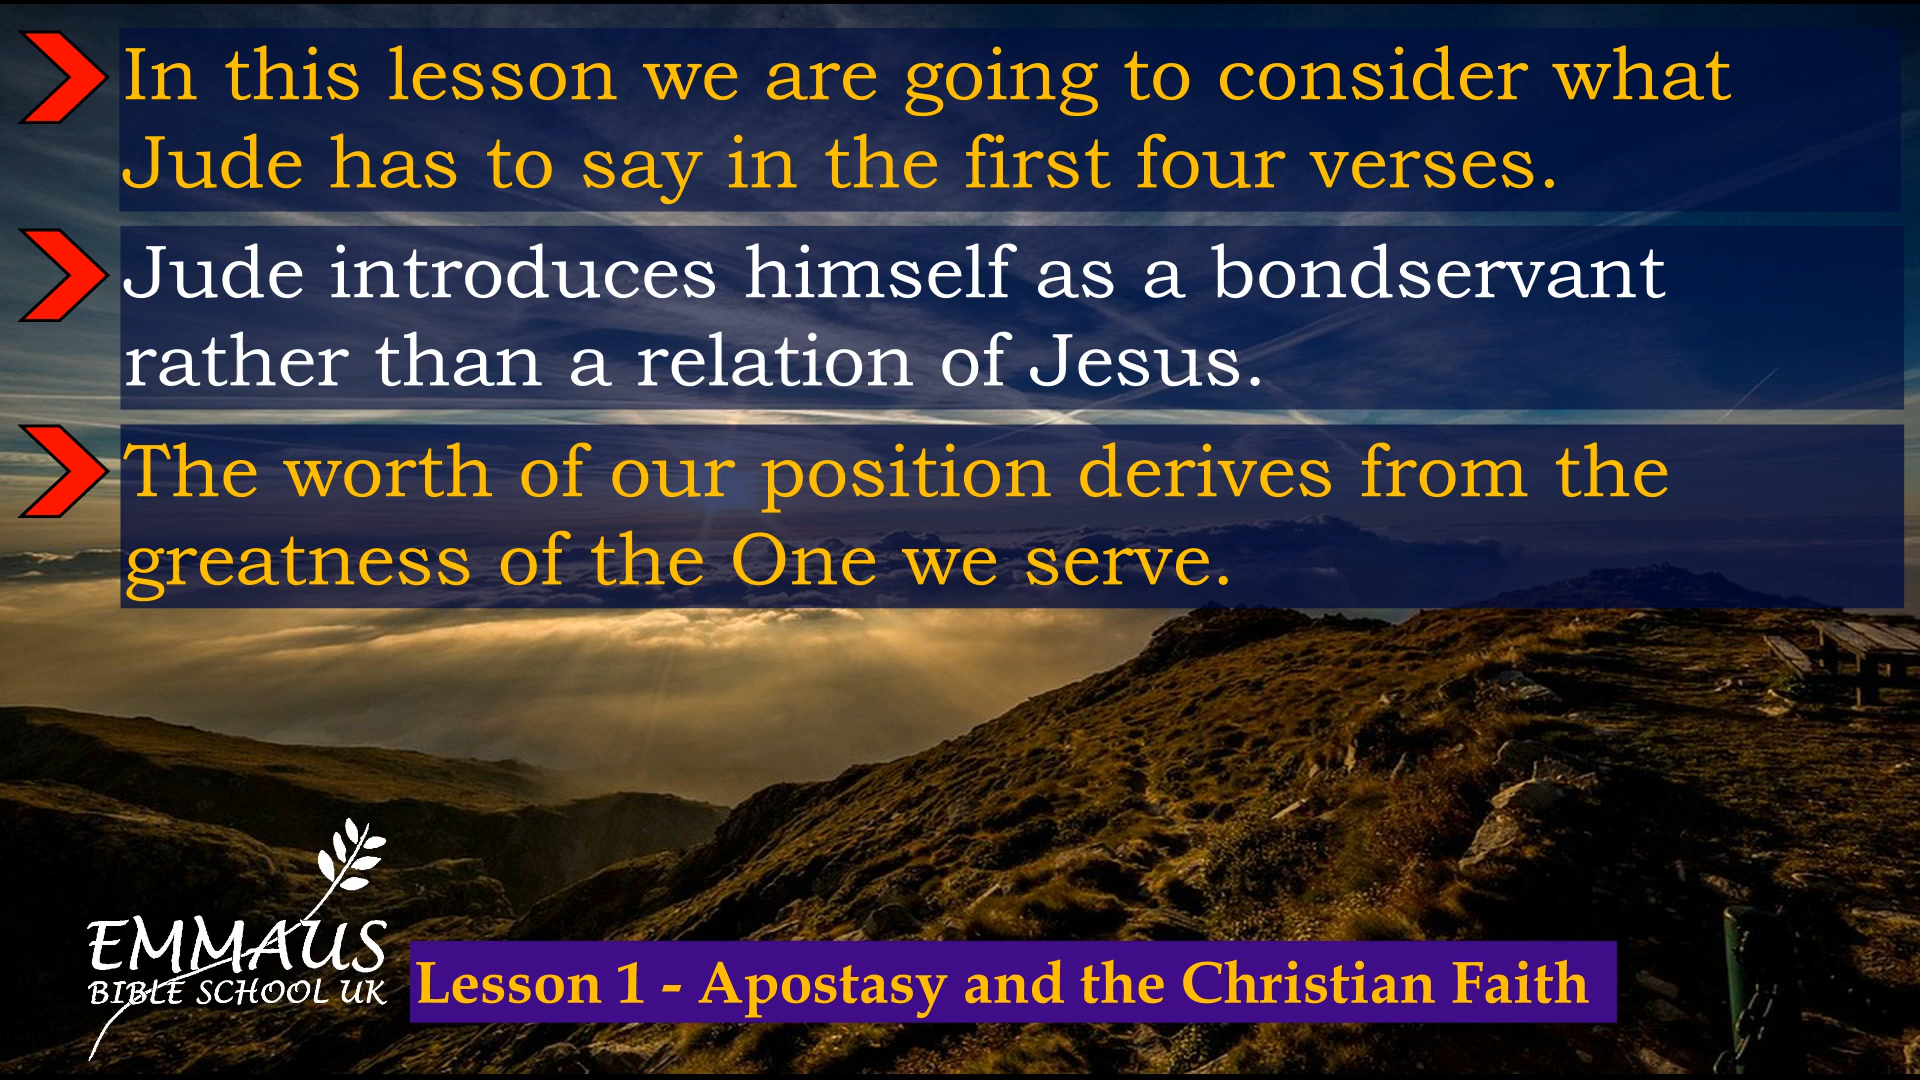 In this lesson we are going to consider what
Jude has to say in the first four verses.
Jude introduces himself as a bondservant
rather than a relation of Jesus.
The worth of our position derives from the
greatness of the One we serve.
EMMAUS
BIBLE SCHOOL UK
Lesson 1 - Apostasy and the Christian Faith